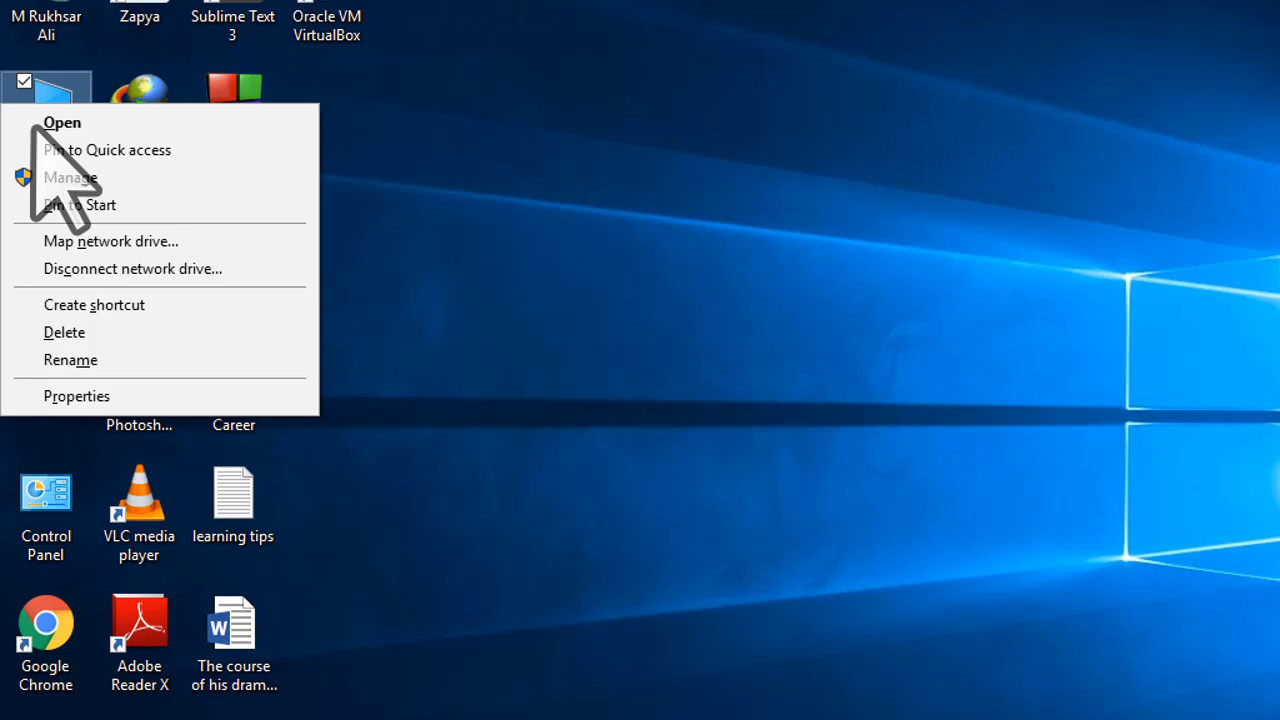 M Rukhsar
Ali
Zapya
Sublime Text
3
Oracle VM
VirtualBox
Open
Pin to Quick access
Manage
Pin to Start
Map network drive...
Disconnect network drive...
Create shortcut
Delete
Rename
Properties
Photosh...
Career
Control
Panel
VLC media
player
learning tips
Google
Chrome
Adobe
Reader X
W
The course
of his dram...